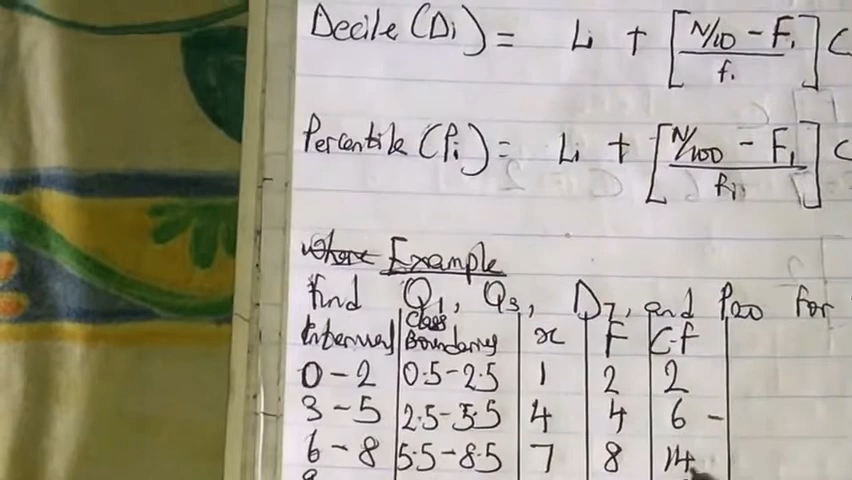 Decile (Di) = Li + [N/10 - F1 / f1] C
Percentile (Pi) = Li + [N/100 - F1 / f1] C
where Example
find Q1, Q3, D7, and P20 for
Interval Class Boundaries x F C.f
0-2 0.5-2.5 1 2 2
3-5 2.5-5.5 4 4 6 -
6-8 5.5-8.5 7 8 14